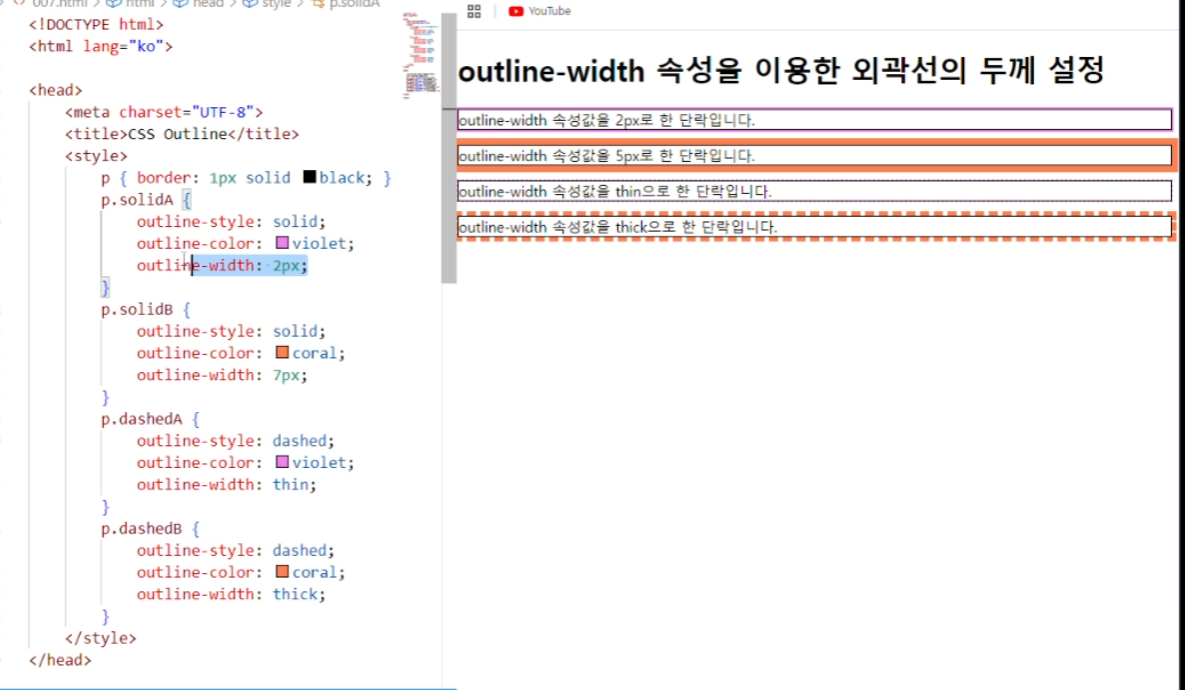 007.html > html > head > style > p.solidA
<!DOCTYPE html>
<html lang="ko">
<head>
<meta charset="UTF-8">
<title>CSS Outline</title>
<style>
p { border: 1px solid black; }
p.solidA {
outline-style: solid;
outline-color: violet;
outline-width: 2px;
}
p.solidB {
outline-style: solid;
outline-color: coral;
outline-width: 7px;
}
p.dashedA {
outline-style: dashed;
outline-color: violet;
outline-width: thin;
}
p.dashedB {
outline-style: dashed;
outline-color: coral;
outline-width: thick;
}
</style>
</head>
YouTube
outline-width 속성을 이용한 외곽선의 두께 설정
outline-width 속성값을 2px로 한 단락입니다.
outline-width 속성값을 5px로 한 단락입니다.
outline-width 속성값을 thin으로 한 단락입니다.
outline-width 속성값을 thick으로 한 단락입니다.